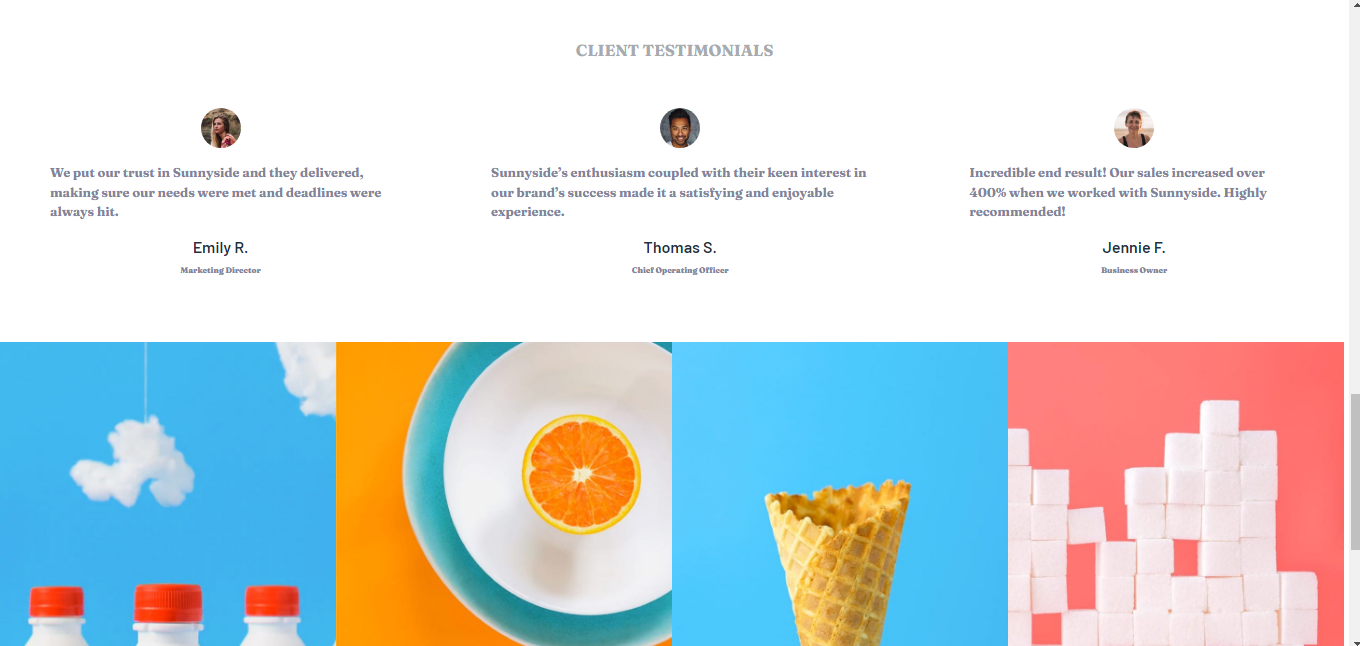 CLIENT TESTIMONIALS
We put our trust in Sunnyside and they delivered,
making sure our needs were met and deadlines were
always hit.
Emily R.
Marketing Director
Sunnyside’s enthusiasm coupled with their keen interest in
our brand’s success made it a satisfying and enjoyable
experience.
Thomas S.
Chief Operating Officer
Incredible end result! Our sales increased over
400% when we worked with Sunnyside. Highly
recommended!
Jennie F.
Business Owner